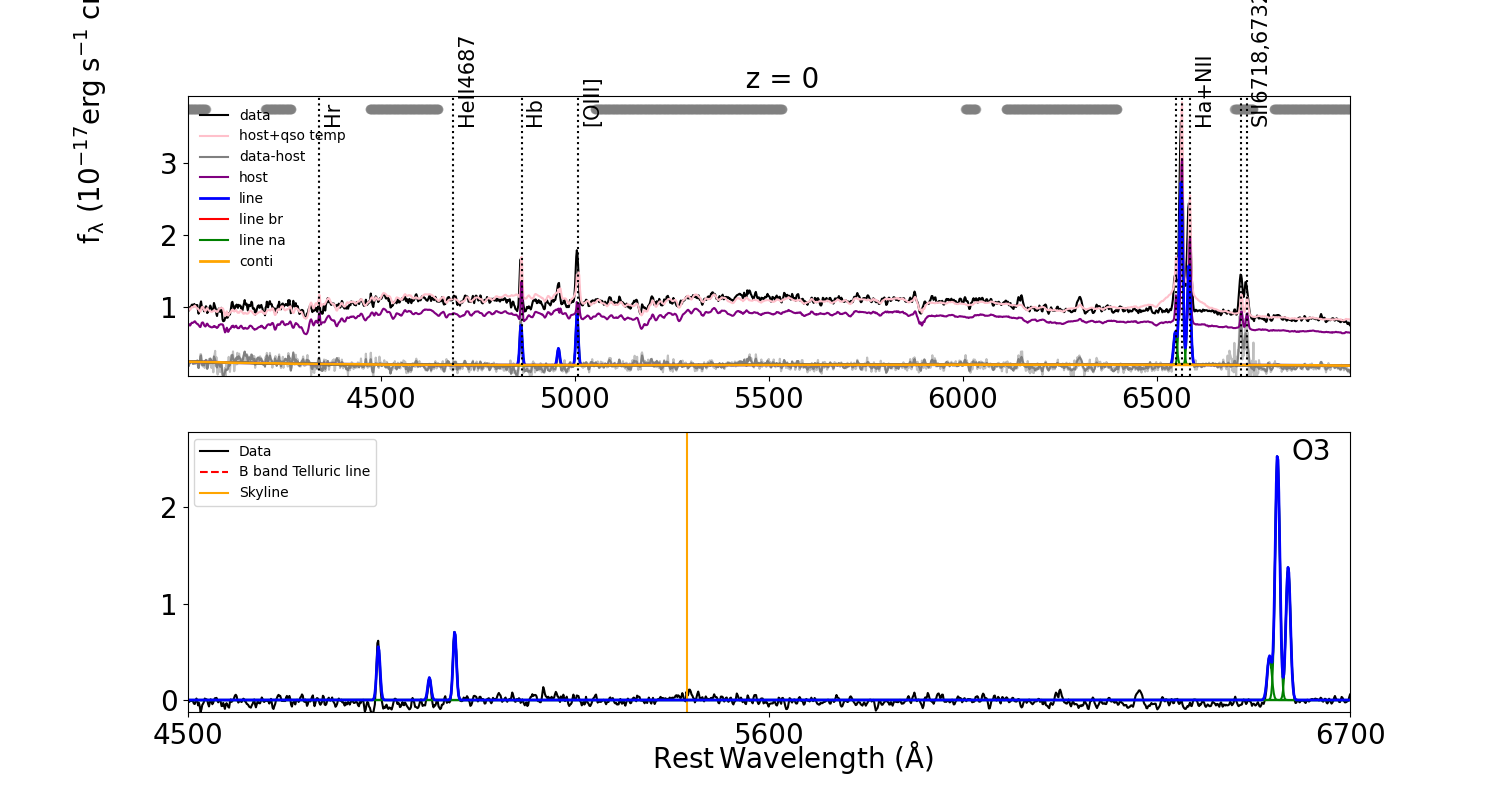 z = 0
f_λ (10^−17 erg s^−1
Hr
HeII4687
Hb
[OIII]
Ha+NII
SII6718,6732
data
host+qso temp
data-host
host
line
line br
line na
conti
3
2
1
4500 5000 5500 6000 6500
Data
B band Telluric line
Skyline
O3
2
1
0
4500 5600 6700
Rest Wavelength (Å)